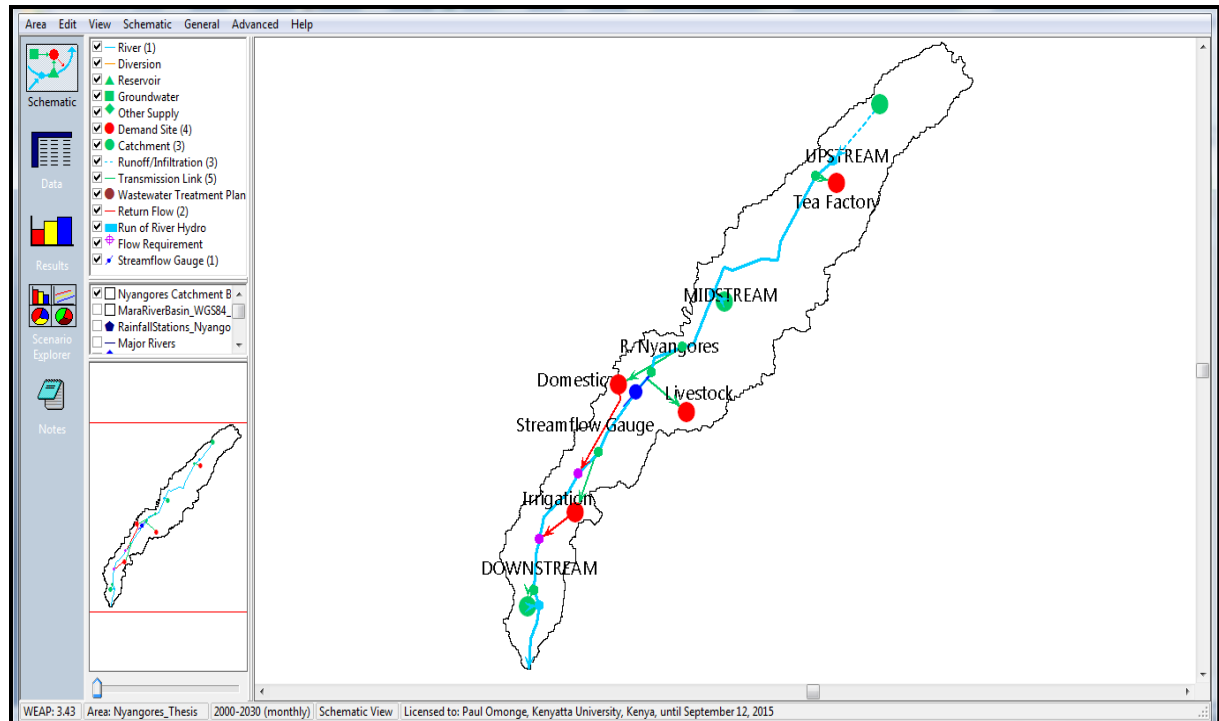 Area Edit View Schematic General Advanced Help
Schematic
Data
Results
Scenario
Explorer
Notes
River (1)
Diversion
Reservoir
Groundwater
Other Supply
Demand Site (4)
Catchment (3)
Runoff/Infiltration (3)
Transmission Link (5)
Wastewater Treatment Plan
Return Flow (2)
Run of River Hydro
Flow Requirement
Streamflow Gauge (1)
Nyangores Catchment B
MaraRiverBasin_WGS84_
RainfallStations_Nyango
Major Rivers
UPSTREAM
Tea Factory
MIDSTREAM
R. Nyangores
Domestic
Livestock
Streamflow Gauge
Irrigation
DOWNSTREAM
WEAP: 3.43 Area: Nyangores_Thesis 2000-2030 (monthly) Schematic View Licensed to: Paul Omonge, Kenyatta University, Kenya, until September 12, 2015